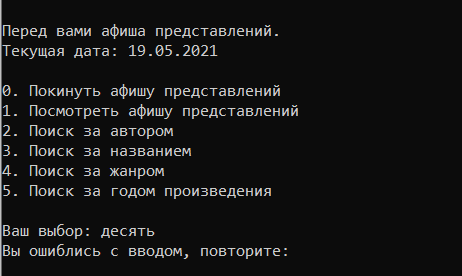 Перед вами афиша представлений.
Текущая дата: 19.05.2021
0. Покинуть афишу представлений
1. Посмотреть афишу представлений
2. Поиск за автором
3. Поиск за названием
4. Поиск за жанром
5. Поиск за годом произведения
Ваш выбор: десять
Вы ошиблись с вводом, повторите: